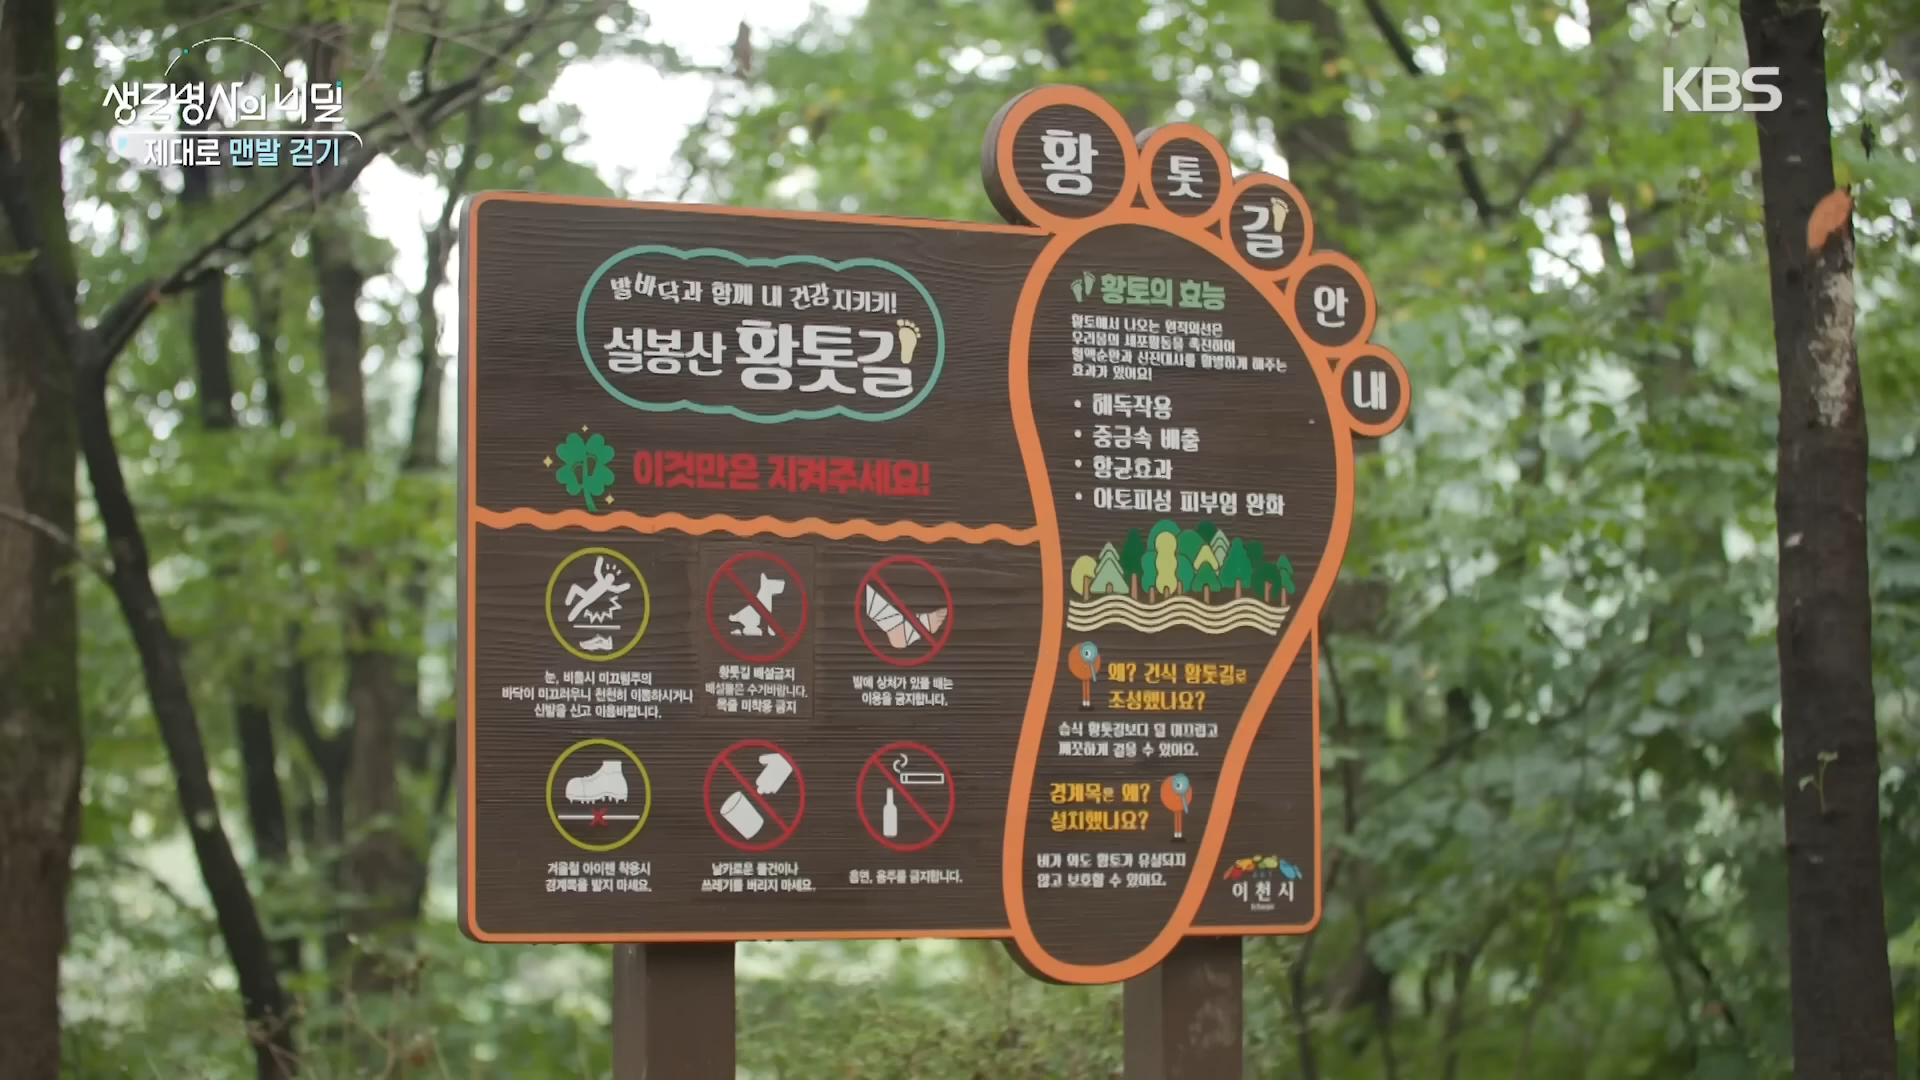 생로병사의 비밀
제대로 맨발 걷기
KBS
황톳길안내
발바닥과 함께 내 건강 지키키!
설봉산 황톳길
이것만은 지켜주세요!
눈, 비올시 미끄럼주의
바닥이 미끄러우니 천천히 이동하시거나
신발을 신고 이용바랍니다.
황톳길 배설금지
배설물은 수거바랍니다.
목줄 미착용 금지
발에 상처가 있을 때는
이용을 금지합니다.
겨울철 아이젠 착용시
경계목을 밟지 마세요.
날카로운 물건이나
쓰레기를 버리지 마세요.
흡연, 음주를 금지합니다.
황토의 효능
황토에서 나오는 원적외선은
우리몸의 세포활동을 촉진하여
혈액순환과 신진대사를 활발하게 해주는
효과가 있어요!
• 해독작용
• 중금속 배출
• 항균효과
• 아토피성 피부염 완화
왜? 건식 황톳길로
조성했나요?
습식 황톳길보다 덜 미끄럽고
깨끗하게 걸을 수 있어요.
경계목은 왜?
설치했나요?
비가 와도 황토가 유실되지
않고 보호할 수 있어요.
이천시